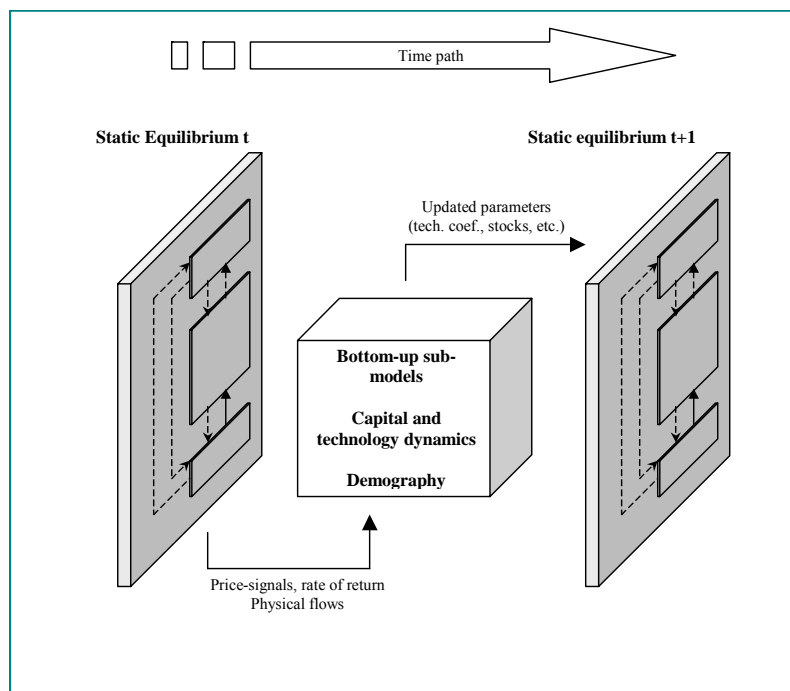 Time path
Static Equilibrium t
Static equilibrium t+1
Updated parameters
(tech. coef., stocks, etc.)
Bottom-up sub-
models
Capital and
technology dynamics
Demography
Price-signals, rate of return
Physical flows